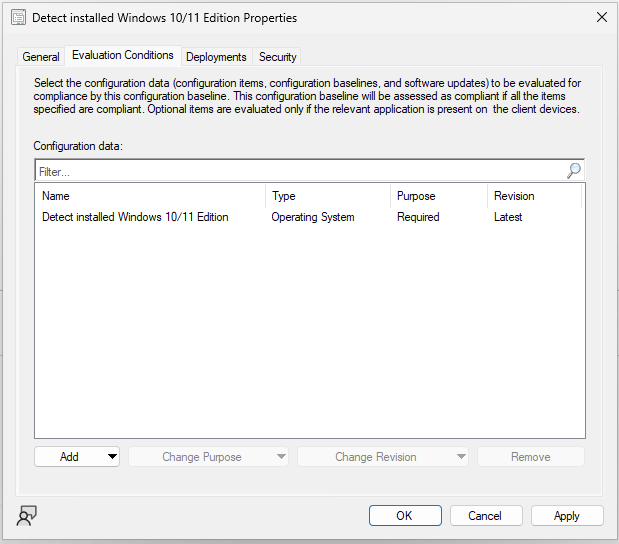 Detect installed Windows 10/11 Edition Properties
General Evaluation Conditions Deployments Security
Select the configuration data (configuration items, configuration baselines, and software updates) to be evaluated for
compliance by this configuration baseline. This configuration baseline will be assessed as compliant if all the items
specified are compliant. Optional items are evaluated only if the relevant application is present on the client devices.
Configuration data:
Filter...
Name Type Purpose Revision
Detect installed Windows 10/11 Edition Operating System Required Latest
Add Change Purpose Change Revision Remove
OK Cancel Apply